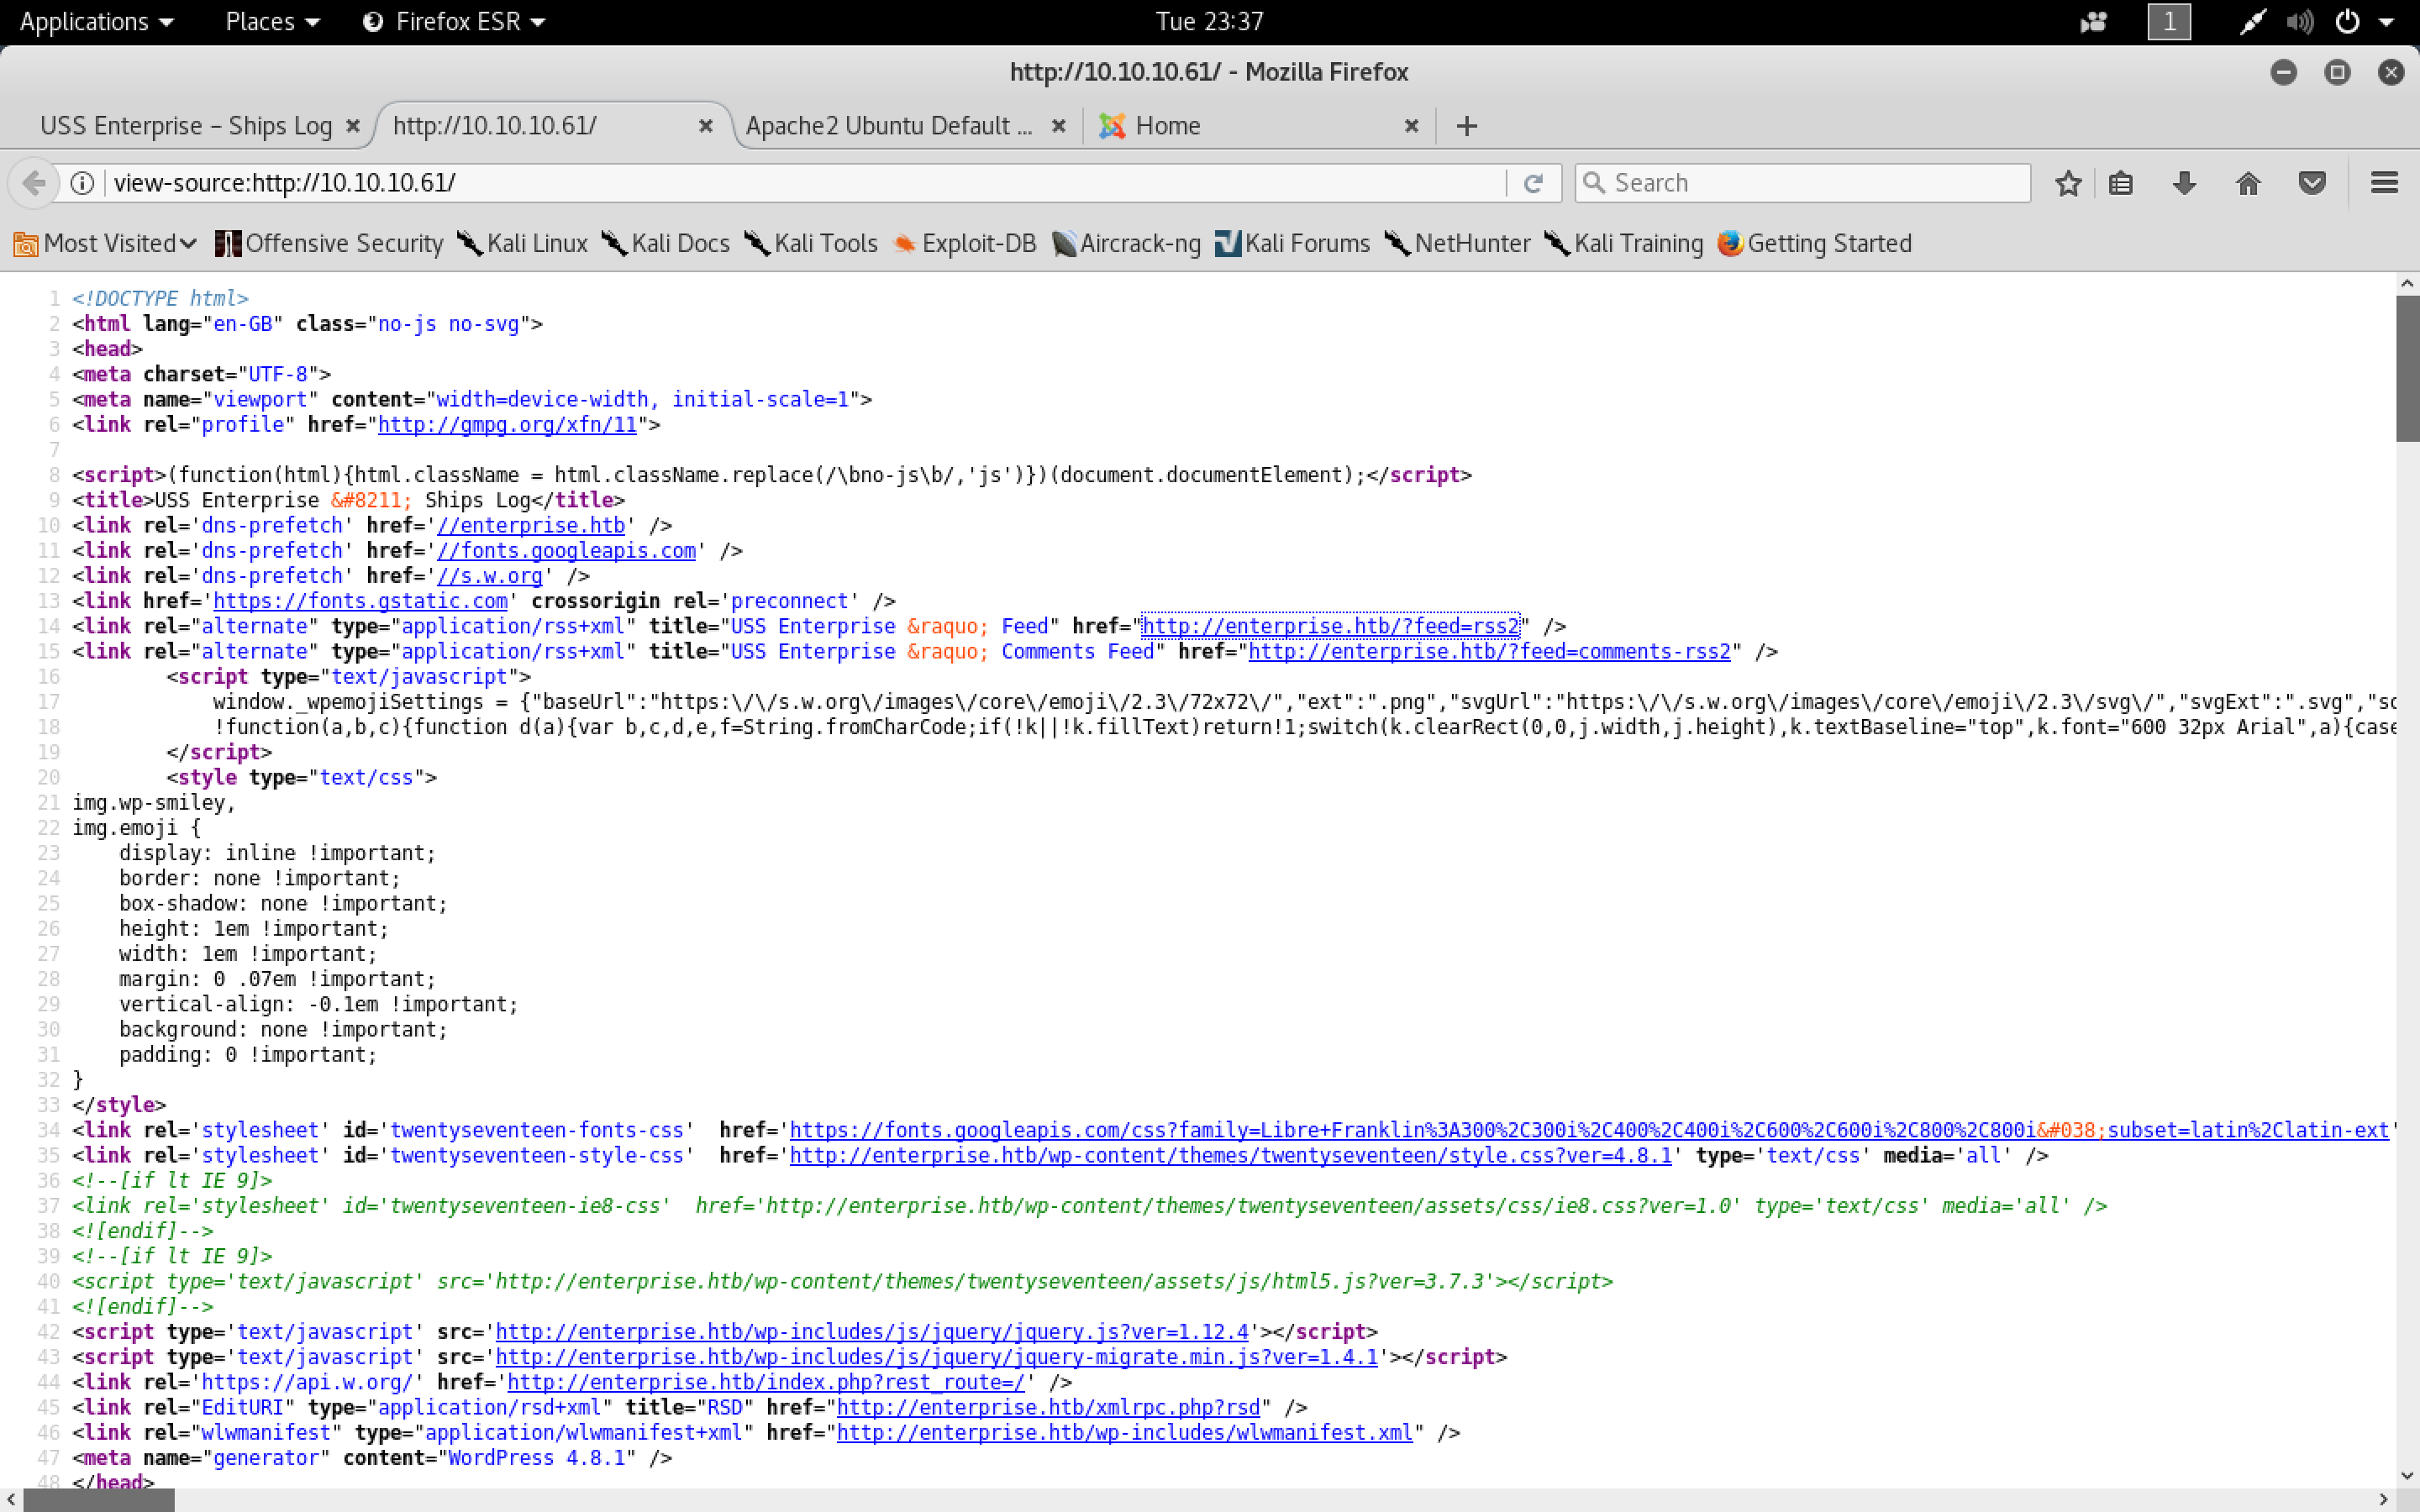 Applications Places Firefox ESR Tue 23:37 1
http://10.10.10.61/ - Mozilla Firefox
USS Enterprise – Ships Log http://10.10.10.61/ Apache2 Ubuntu Default ... Home
view-source:http://10.10.10.61/ Search
Most Visited Offensive Security Kali Linux Kali Docs Kali Tools Exploit-DB Aircrack-ng Kali Forums NetHunter Kali Training Getting Started
1 <!DOCTYPE html>
2 <html lang="en-GB" class="no-js no-svg">
3 <head>
4 <meta charset="UTF-8">
5 <meta name="viewport" content="width=device-width, initial-scale=1">
6 <link rel="profile" href="http://gmpg.org/xfn/11">
7
8 <script>(function(html){html.className = html.className.replace(/\bno-js\b/,'js')})(document.documentElement);</script>
9 <title>USS Enterprise &#8211; Ships Log</title>
10 <link rel='dns-prefetch' href='//enterprise.htb' />
11 <link rel='dns-prefetch' href='//fonts.googleapis.com' />
12 <link rel='dns-prefetch' href='//s.w.org' />
13 <link href='https://fonts.gstatic.com' crossorigin rel='preconnect' />
14 <link rel="alternate" type="application/rss+xml" title="USS Enterprise &raquo; Feed" href="http://enterprise.htb/?feed=rss2" />
15 <link rel="alternate" type="application/rss+xml" title="USS Enterprise &raquo; Comments Feed" href="http://enterprise.htb/?feed=comments-rss2" />
16 <script type="text/javascript">
17 window._wpemojiSettings = {"baseUrl":"https:\/\/s.w.org\/images\/core\/emoji\/2.3\/72x72\/","ext":".png","svgUrl":"https:\/\/s.w.org\/images\/core\/emoji\/2.3\/svg\/","svgExt":".svg","so
18 !function(a,b,c){function d(a){var b,c,d,e,f=String.fromCharCode;if(!k||!k.fillText)return!1;switch(k.clearRect(0,0,j.width,j.height),k.textBaseline="top",k.font="600 32px Arial",a){case
19 </script>
20 <style type="text/css">
21 img.wp-smiley,
22 img.emoji {
23 display: inline !important;
24 border: none !important;
25 box-shadow: none !important;
26 height: 1em !important;
27 width: 1em !important;
28 margin: 0 .07em !important;
29 vertical-align: -0.1em !important;
30 background: none !important;
31 padding: 0 !important;
32 }
33 </style>
34 <link rel='stylesheet' id='twentyseventeen-fonts-css'  href='https://fonts.googleapis.com/css?family=Libre+Franklin%3A300%2C300i%2C400%2C400i%2C600%2C600i%2C800%2C800i&#038;subset=latin%2Clatin-ext'
35 <link rel='stylesheet' id='twentyseventeen-style-css'  href='http://enterprise.htb/wp-content/themes/twentyseventeen/style.css?ver=4.8.1' type='text/css' media='all' />
36 <!--[if lt IE 9]>
37 <link rel='stylesheet' id='twentyseventeen-ie8-css'  href='http://enterprise.htb/wp-content/themes/twentyseventeen/assets/css/ie8.css?ver=1.0' type='text/css' media='all' />
38 <![endif]-->
39 <!--[if lt IE 9]>
40 <script type='text/javascript' src='http://enterprise.htb/wp-content/themes/twentyseventeen/assets/js/html5.js?ver=3.7.3'></script>
41 <![endif]-->
42 <script type='text/javascript' src='http://enterprise.htb/wp-includes/js/jquery/jquery.js?ver=1.12.4'></script>
43 <script type='text/javascript' src='http://enterprise.htb/wp-includes/js/jquery/jquery-migrate.min.js?ver=1.4.1'></script>
44 <link rel='https://api.w.org/' href='http://enterprise.htb/index.php?rest_route=/' />
45 <link rel="EditURI" type="application/rsd+xml" title="RSD" href="http://enterprise.htb/xmlrpc.php?rsd" />
46 <link rel="wlwmanifest" type="application/wlwmanifest+xml" href="http://enterprise.htb/wp-includes/wlwmanifest.xml" />
47 <meta name="generator" content="WordPress 4.8.1" />
48 </head>